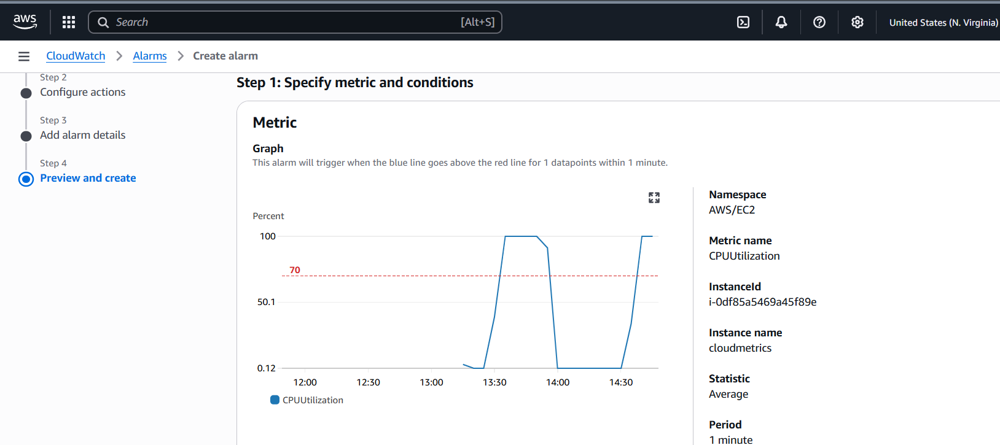 aws
Search
[Alt+S]
United States (N. Virginia)
CloudWatch
Alarms
Create alarm
Step 2
Configure actions
Step 3
Add alarm details
Step 4
Preview and create
Step 1: Specify metric and conditions
Metric
Graph
This alarm will trigger when the blue line goes above the red line for 1 datapoints within 1 minute.
Percent
100
70
50.1
0.12
12:00
12:30
13:00
13:30
14:00
14:30
CPUUtilization
Namespace
AWS/EC2
Metric name
CPUUtilization
InstanceId
i-0df85a5469a45f89e
Instance name
cloudmetrics
Statistic
Average
Period
1 minute